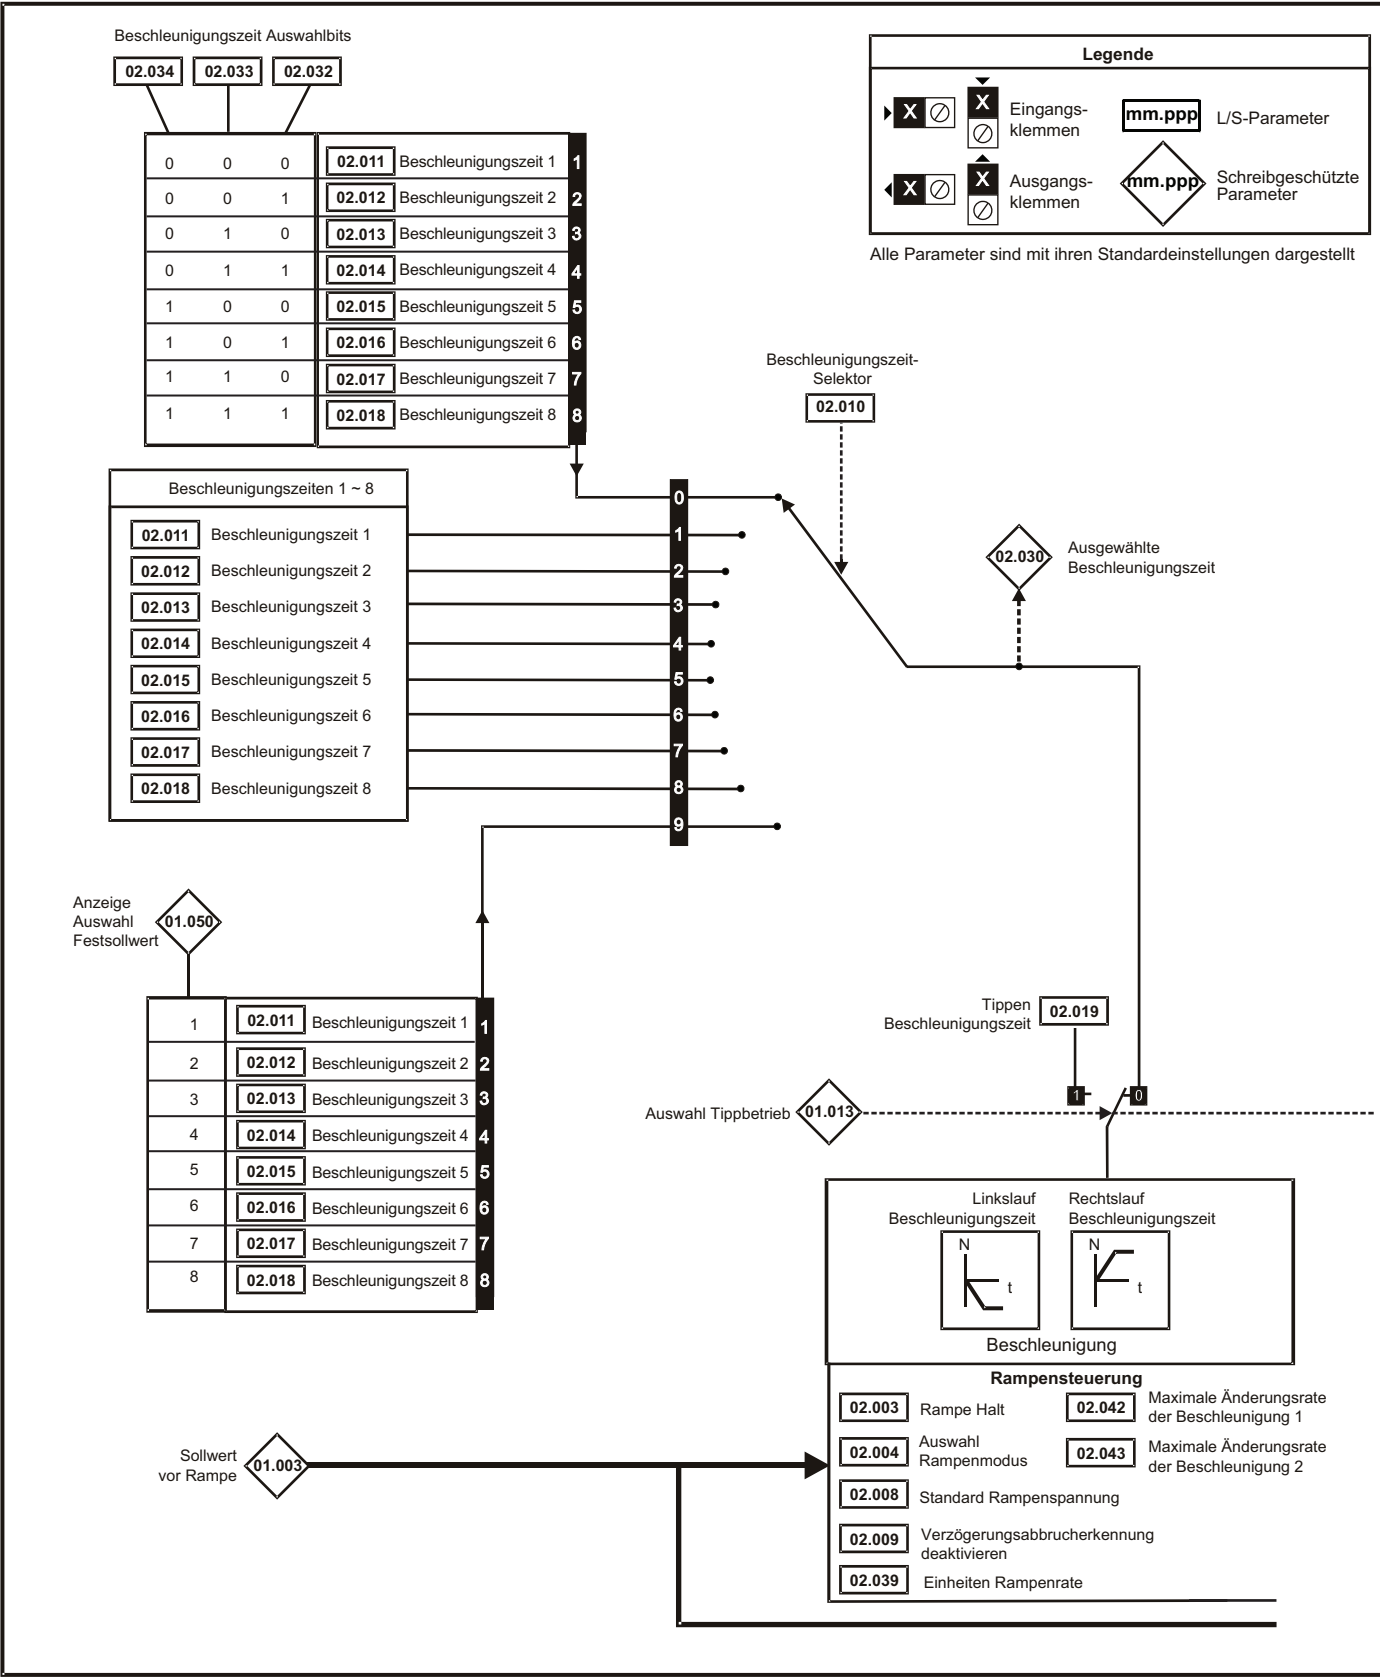 Beschleunigungszeit Auswahlbits
02.034 02.033 02.032
0 0 0 02.011 Beschleunigungszeit 1 1
0 0 1 02.012 Beschleunigungszeit 2 2
0 1 0 02.013 Beschleunigungszeit 3 3
0 1 1 02.014 Beschleunigungszeit 4 4
1 0 0 02.015 Beschleunigungszeit 5 5
1 0 1 02.016 Beschleunigungszeit 6 6
1 1 0 02.017 Beschleunigungszeit 7 7
1 1 1 02.018 Beschleunigungszeit 8 8
Legende
X X Eingangs-
klemmen
mm.ppp L/S-Parameter
X X Ausgangs-
klemmen
mm.ppp Schreibgeschützte
Parameter
Alle Parameter sind mit ihren Standardeinstellungen dargestellt
Beschleunigungszeit-
Selektor
02.010
Beschleunigungszeiten 1 ~ 8
0
02.011 Beschleunigungszeit 1 1
02.012 Beschleunigungszeit 2 2
02.013 Beschleunigungszeit 3 3
02.014 Beschleunigungszeit 4 4
02.015 Beschleunigungszeit 5 5
02.016 Beschleunigungszeit 6 6
02.017 Beschleunigungszeit 7 7
02.018 Beschleunigungszeit 8 8
9
02.030 Ausgewählte
Beschleunigungszeit
Anzeige
Auswahl
Festsollwert
01.050
1 02.011 Beschleunigungszeit 1 1
2 02.012 Beschleunigungszeit 2 2
3 02.013 Beschleunigungszeit 3 3
4 02.014 Beschleunigungszeit 4 4
5 02.015 Beschleunigungszeit 5 5
6 02.016 Beschleunigungszeit 6 6
7 02.017 Beschleunigungszeit 7 7
8 02.018 Beschleunigungszeit 8 8
Tippen
Beschleunigungszeit
02.019
1 0
Auswahl Tippbetrieb 01.013
Linkslauf
Beschleunigungszeit
N
t
Rechtslauf
Beschleunigungszeit
N
t
Beschleunigung
Rampensteuerung
02.003 Rampe Halt
02.042 Maximale Änderungsrate
der Beschleunigung 1
02.004 Auswahl
Rampenmodus
02.043 Maximale Änderungsrate
der Beschleunigung 2
02.008 Standard Rampenspannung
02.009 Verzögerungsabbrucherkennung
deaktivieren
02.039 Einheiten Rampenrate
Sollwert
vor Rampe
01.003